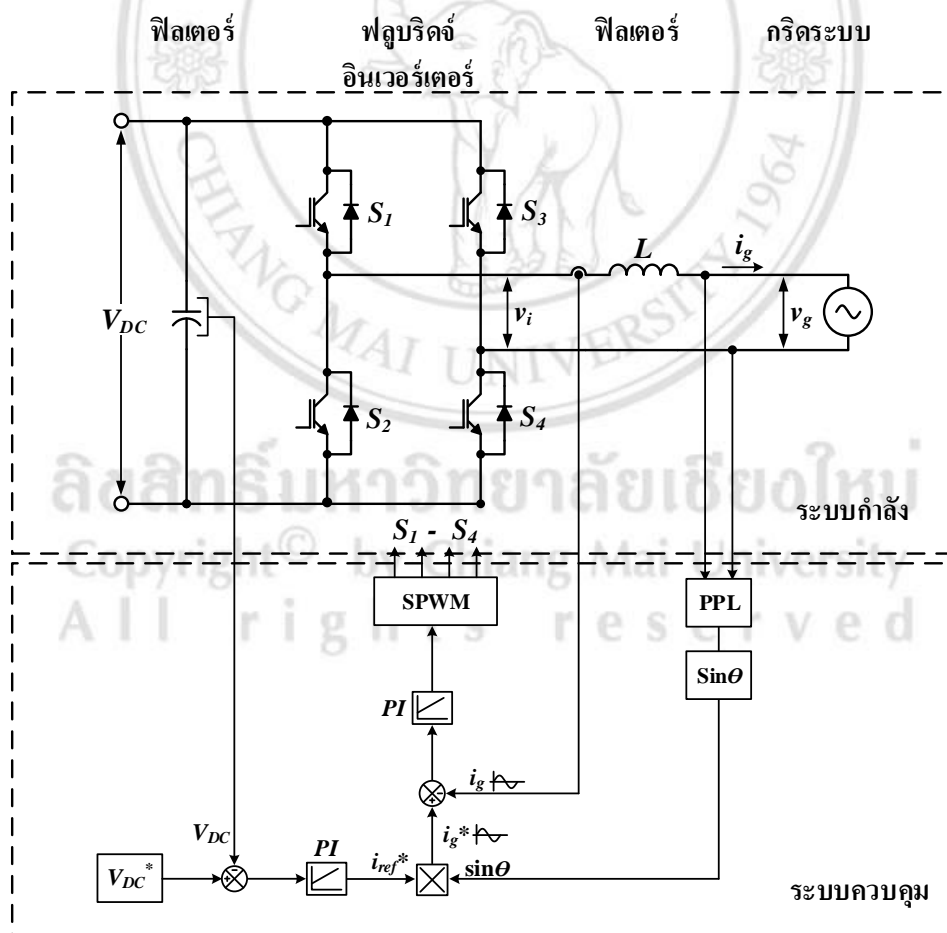 ฟิลเตอร์ ฟลูบริดจ์ ฟิลเตอร์ กริดระบบ
อินเวอร์เตอร์
CHIANG MAI UNIVERSITY 1964
S1 S3
L ig
VDC vi vg
S2 S4
ลิขสิทธิ์มหาวิทยาลัยเชียงใหม่
ระบบกำลัง
S1 - S4
Copyright© by Chiang Mai University
SPWM PPL
All rights reserved
Sinθ
PI
ig
VDC ig*
PI iref* sinθ
VDC*
ระบบควบคุม